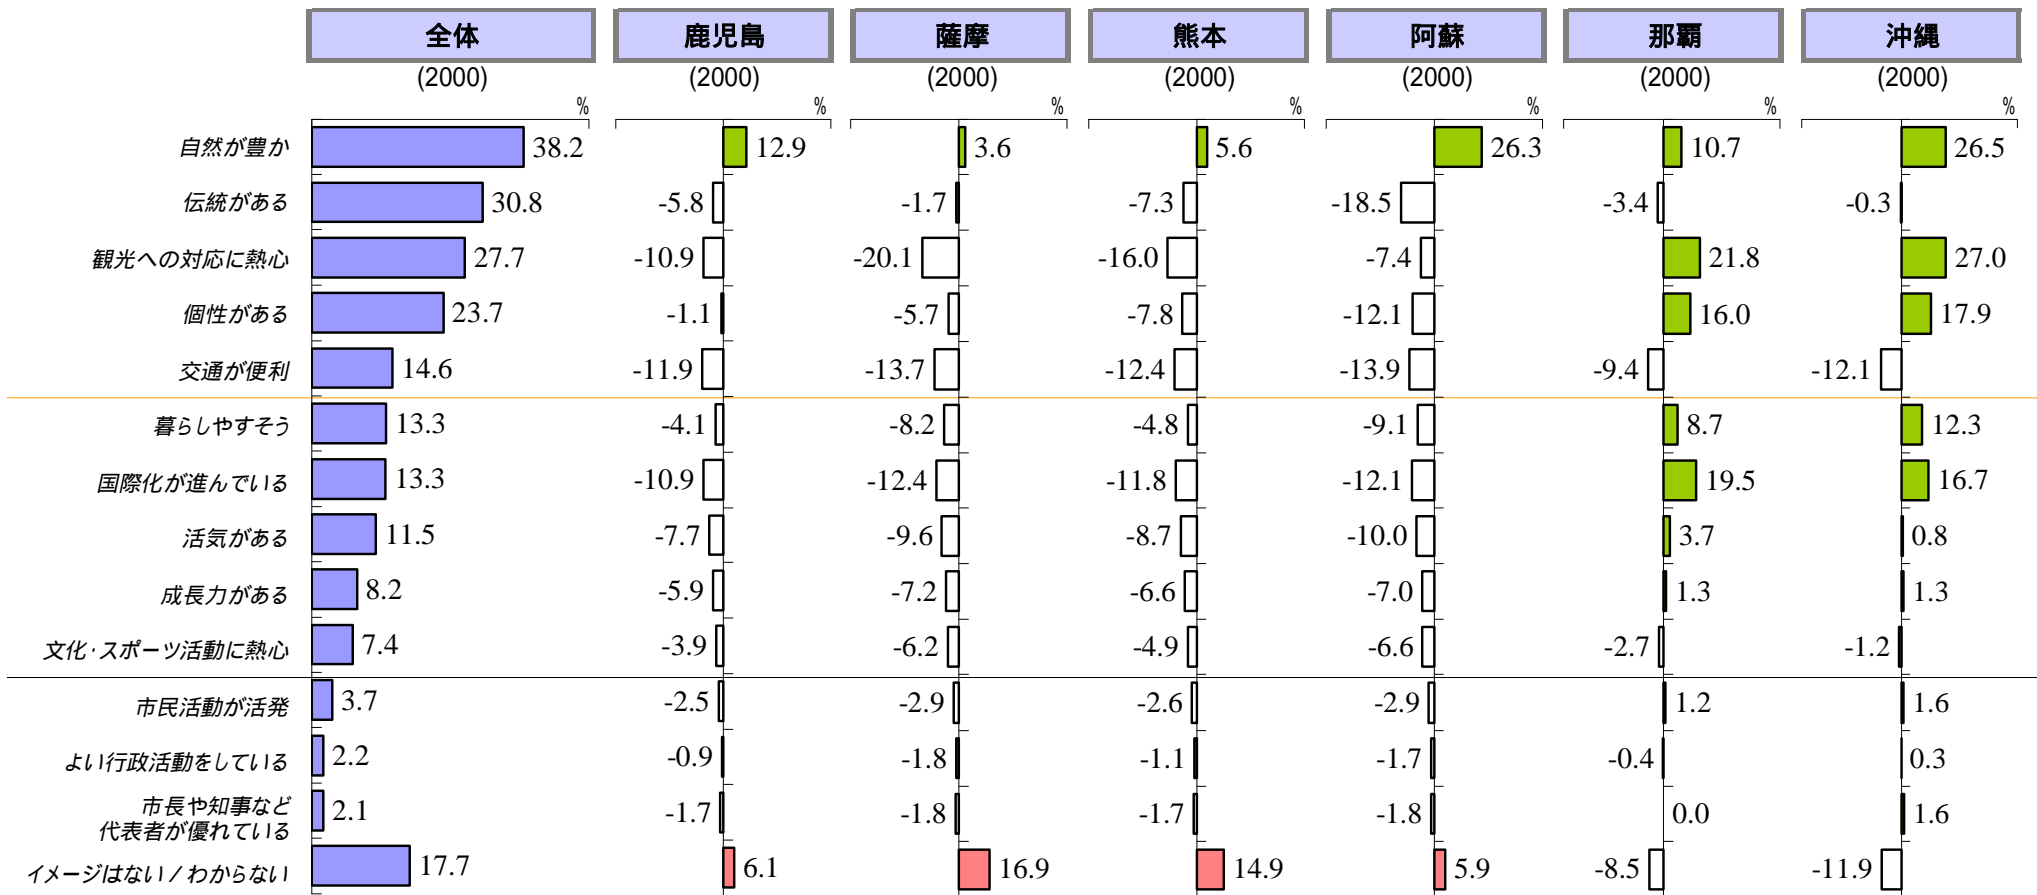 全体 鹿児島 薩摩 熊本 阿蘇 那覇 沖縄
(2000) (2000) (2000) (2000) (2000) (2000) (2000)
% % % % % % %
自然が豊か 38.2 12.9 3.6 5.6 26.3 10.7 26.5
伝統がある 30.8 -5.8 -1.7 -7.3 -18.5 -3.4 -0.3
観光への対応に熱心 27.7 -10.9 -20.1 -16.0 -7.4 21.8 27.0
個性がある 23.7 -1.1 -5.7 -7.8 -12.1 16.0 17.9
交通が便利 14.6 -11.9 -13.7 -12.4 -13.9 -9.4 -12.1
暮らしやすそう 13.3 -4.1 -8.2 -4.8 -9.1 8.7 12.3
国際化が進んでいる 13.3 -10.9 -12.4 -11.8 -12.1 19.5 16.7
活気がある 11.5 -7.7 -9.6 -8.7 -10.0 3.7 0.8
成長力がある 8.2 -5.9 -7.2 -6.6 -7.0 1.3 1.3
文化・スポーツ活動に熱心 7.4 -3.9 -6.2 -4.9 -6.6 -2.7 -1.2
市民活動が活発 3.7 -2.5 -2.9 -2.6 -2.9 1.2 1.6
よい行政活動をしている 2.2 -0.9 -1.8 -1.1 -1.7 -0.4 0.3
市長や知事など
代表者が優れている 2.1 -1.7 -1.8 -1.7 -1.8 0.0 1.6
イメージはない/わからない 17.7 6.1 16.9 14.9 5.9 -8.5 -11.9